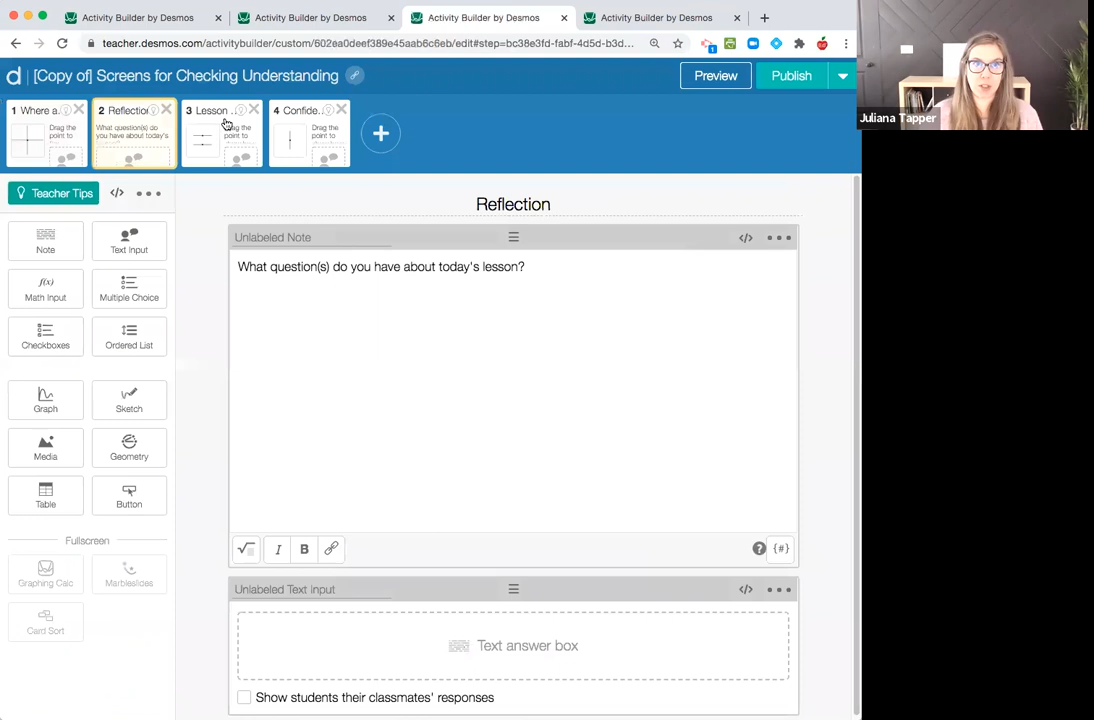 Activity Builder by Desmos
Activity Builder by Desmos
Activity Builder by Desmos
Activity Builder by Desmos
teacher.desmos.com/activitybuilder/custom/602ea0deef389e45aab6c6eb/edit#step=bc38e3fd-fabf-4d5d-b3d...
1
d
[Copy of] Screens for Checking Understanding
Preview
Publish
Juliana Tapper
1 Where a..
2 Reflection
3 Lesson ..
4 Confide..
Drag the point to
What question(s) do you have about today's
Drag the point to
Drag the point to
Teacher Tips
</>
Reflection
Note
Text Input
Unlabeled Note
</>
What question(s) do you have about today's lesson?
f(x)
Math Input
Multiple Choice
Checkboxes
Ordered List
Graph
Sketch
Media
Geometry
Table
Button
Fullscreen
I
B
? {#}
Graphing Calc
Marbleslides
Unlabeled Text input
</>
Card Sort
Text answer box
Show students their classmates' responses